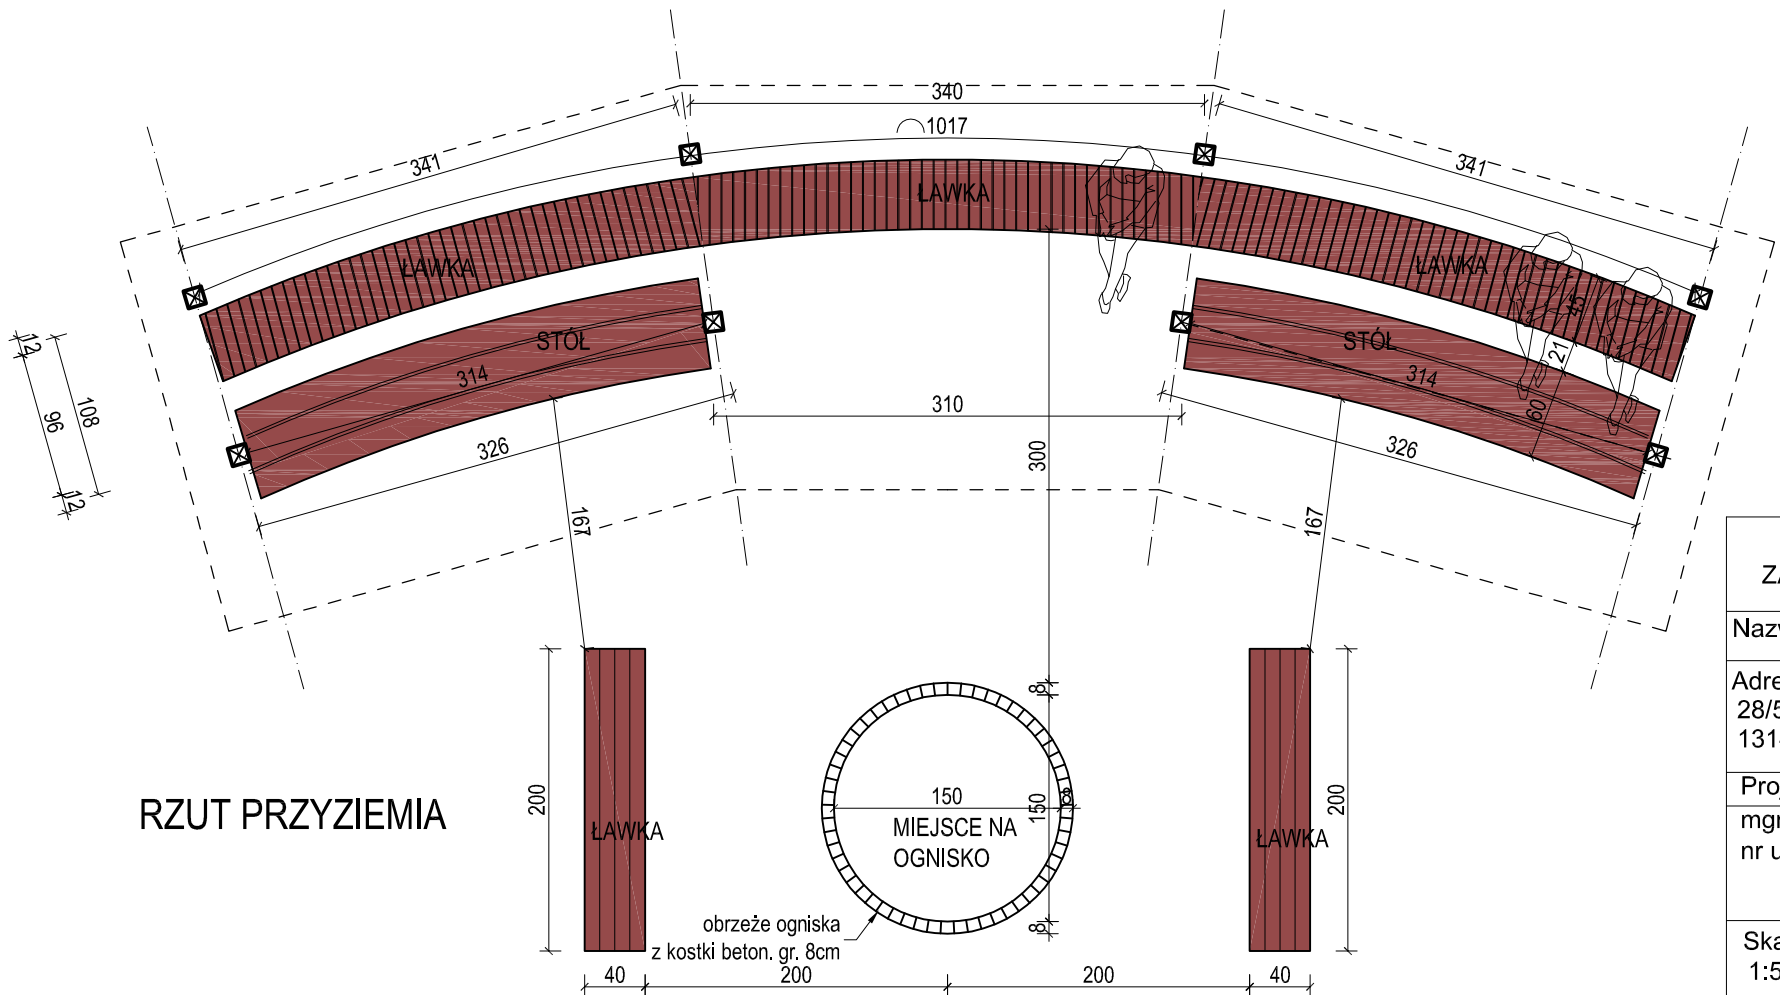 340
1017
341
341
ŁAWKA
ŁAWKA
ŁAWKA
45
12
108
96
12
STÓŁ
STÓŁ
21
314
314
60
310
326
326
300
167
167
ZA
Nazw
Adre
28/5
131
Proj
mgr
nr u
Ska
1:5
8
200
150
8
150
200
RZUT PRZYZIEMIA
MIEJSCE NA
OGNISKO
ŁAWKA
ŁAWKA
obrzeże ogniska
z kostki beton. gr. 8cm
8
40
200
200
40